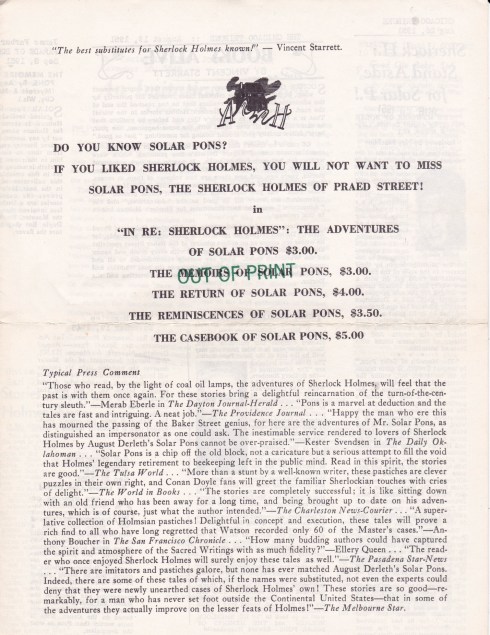 "The best substitutes for Sherlock Holmes known!" — Vincent Starrett.
A H
DO YOU KNOW SOLAR PONS?
IF YOU LIKED SHERLOCK HOLMES, YOU WILL NOT WANT TO MISS
SOLAR PONS, THE SHERLOCK HOLMES OF PRAED STREET!
in
"IN RE: SHERLOCK HOLMES": THE ADVENTURES
OF SOLAR PONS $3.00.
THE MEMOIRS OF SOLAR PONS, $3.00.
OUT OF PRINT
THE RETURN OF SOLAR PONS, $4.00.
THE REMINISCENCES OF SOLAR PONS, $3.50.
THE CASEBOOK OF SOLAR PONS, $5.00
Typical Press Comment
"Those who read, by the light of coal oil lamps, the adventures of Sherlock Holmes, will feel that the
past is with them once again. For these stories bring a delightful reincarnation of the turn-of-the-cen-
tury sleuth."—Merab Eberle in The Dayton Journal-Herald . . . "Pons is a marvel at deduction and the
tales are fast and intriguing. A neat job."—The Providence Journal . . . "Happy the man who ere this
has mourned the passing of the Baker Street genius, for here are the adventures of Mr. Solar Pons, as
distinguished an impersonator as one could ask. The inestimable service rendered to lovers of Sherlock
Holmes by August Derleth's Solar Pons cannot be over-praised."—Kester Svendsen in The Daily Ok-
lahoman . . . "Solar Pons is a chip off the old block, not a caricature but a serious attempt to fill the void
that Holmes' legendary retirement to beekeeping left in the public mind. Read in this spirit, the stories
are good."—The Tulsa World . . . "More than a stunt by a well-known writer, these pastiches are clever
puzzles in their own right, and Conan Doyle fans will greet the familiar Sherlockian touches with cries
of delight."—The World in Books . . . "The stories are completely successful; it is like sitting down
with an old friend who has been away for a long time, and being brought up to date on his adven-
tures, which is of course, just what the author intended."—The Charleston News-Courier . . . "A super-
lative collection of Holmsian pastiches! Delightful in concept and execution, these tales will prove a
rich find to all who have long regretted that Watson recorded only 60 of the Master's cases."—An-
thony Boucher in The San Francisco Chronicle . . . "How many budding authors could have captured
the spirit and atmosphere of the Sacred Writings with as much fidelity?"—Ellery Queen . . . "The read-
er who once enjoyed Sherlock Holmes will surely enjoy these tales as well."—The Pasadena Star-News
. . . "There are imitators and pastiches galore, but none has ever matched August Derleth's Solar Pons.
Indeed, there are some of these tales of which, if the names were substituted, not even the experts could
deny that they were newly unearthed cases of Sherlock Holmes' own! These stories are so good—re-
markably, for a man who has never set foot outside the Continental United States—that in some of
the adventures they actually improve on the lesser feats of Holmes!"—The Melbourne Star.